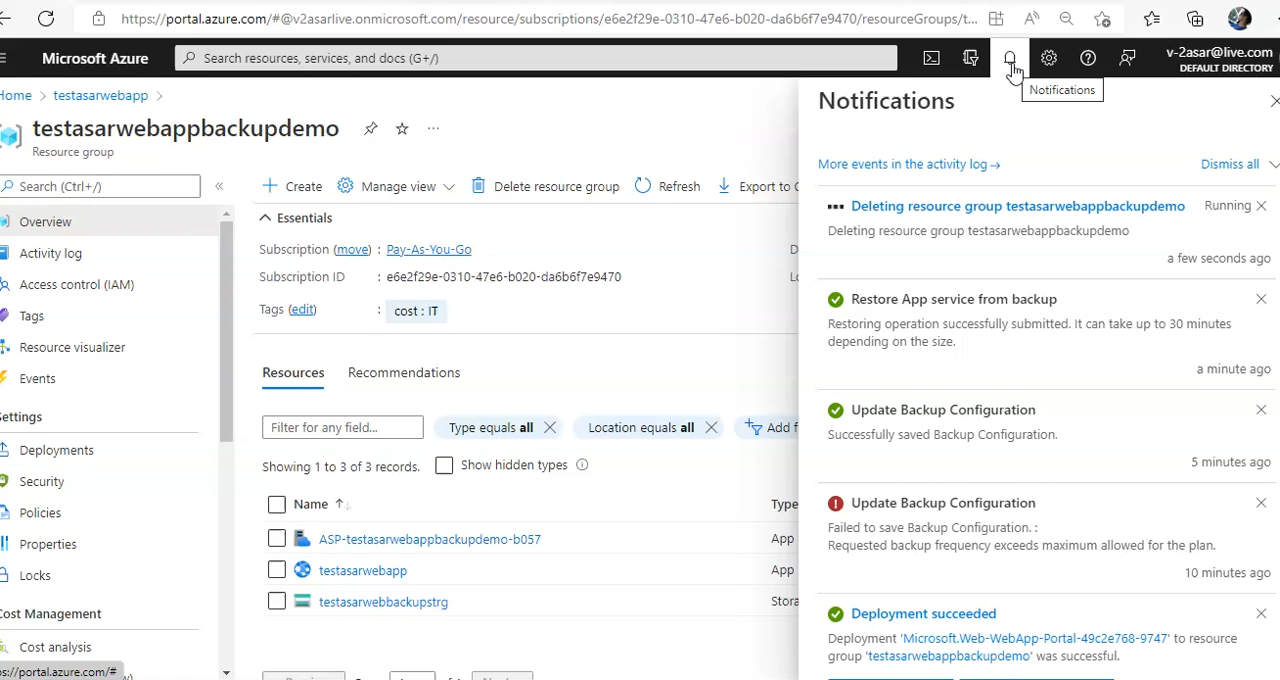 https://portal.azure.com/#@v2asarlive.onmicrosoft.com/resource/subscriptions/e6e2f29e-0310-47e6-b020-da6b6f7e9470/resourceGroups/t...
Microsoft Azure
Search resources, services, and docs (G+/)
v-2asar@live.com
DEFAULT DIRECTORY
Notifications
Home > testasarwebapp >
testasarwebappbackupdemo
Resource group
Search (Ctrl+/)
Overview
Activity log
Access control (IAM)
Tags
Resource visualizer
Events
Settings
Deployments
Security
Policies
Properties
Locks
Cost Management
Cost analysis
ps://portal.azure.com/#
Create
Manage view
Delete resource group
Refresh
Export to C
Essentials
Subscription (move) : Pay-As-You-Go
Subscription ID : e6e2f29e-0310-47e6-b020-da6b6f7e9470
Tags (edit) : cost : IT
Resources
Recommendations
Filter for any field...
Type equals all
Location equals all
Add f
Showing 1 to 3 of 3 records.
Show hidden types
Name
Type
ASP-testasarwebappbackupdemo-b057
App
testasarwebapp
App
testasarwebbackupstrg
Stora
Notifications
More events in the activity log →
Dismiss all
Deleting resource group testasarwebappbackupdemo
Running
Deleting resource group testasarwebappbackupdemo
a few seconds ago
Restore App service from backup
Restoring operation successfully submitted. It can take up to 30 minutes
depending on the size.
a minute ago
Update Backup Configuration
Successfully saved Backup Configuration.
5 minutes ago
Update Backup Configuration
Failed to save Backup Configuration. :
Requested backup frequency exceeds maximum allowed for the plan.
10 minutes ago
Deployment succeeded
Deployment 'Microsoft.Web-WebApp-Portal-49c2e768-9747' to resource
group 'testasarwebappbackupdemo' was successful.